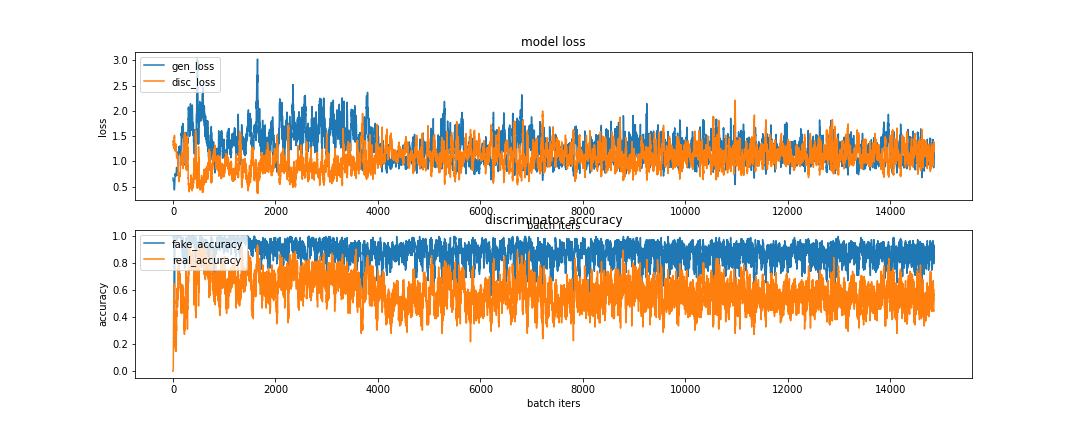 model loss
gen_loss
disc_loss
loss
3.0
2.5
2.0
1.5
1.0
0.5
0 2000 4000 6000 8000 10000 12000 14000
batch iters
discriminator accuracy
fake_accuracy
real_accuracy
accuracy
1.0
0.8
0.6
0.4
0.2
0.0
0 2000 4000 6000 8000 10000 12000 14000
batch iters